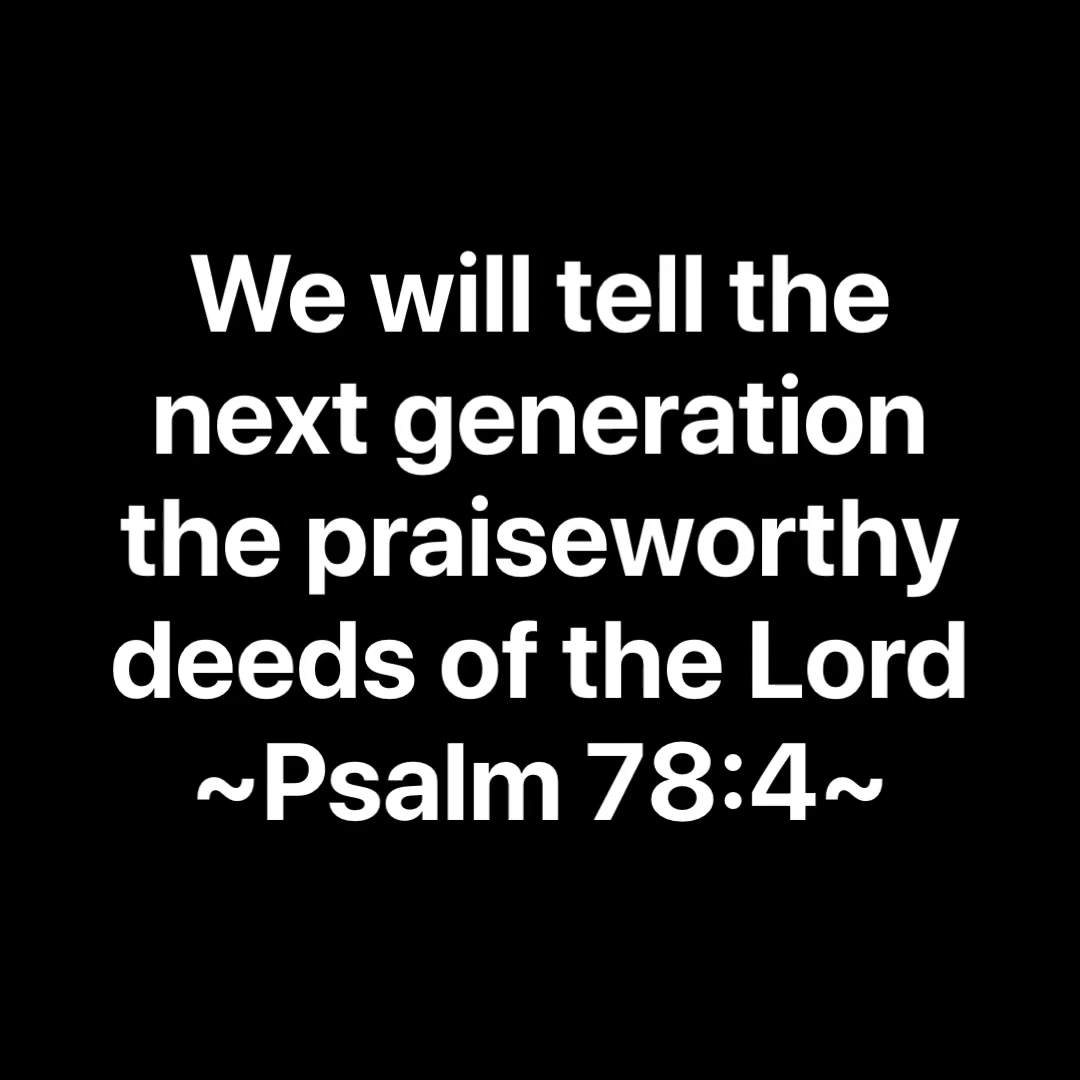 We will tell the
next generation
the praiseworthy
deeds of the Lord
~Psalm 78:4~